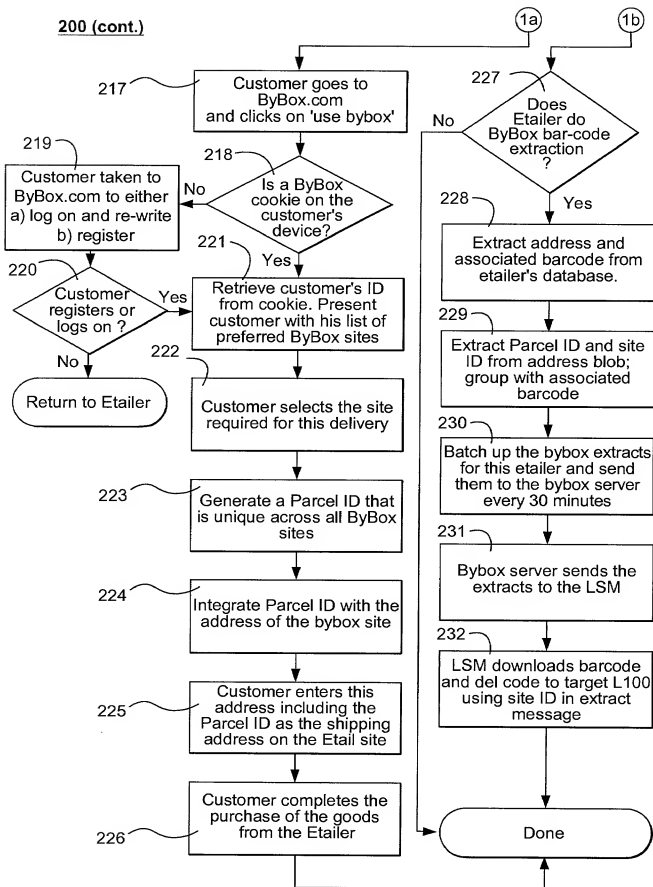 200 (cont.)
1a
1b
217
Customer goes to
ByBox.com
and clicks on 'use bybox'
218
Is a ByBox
cookie on the
customer's
device?
No
Yes
219
Customer taken to
ByBox.com to either
a) log on and re-write
b) register
220
Customer
registers or
logs on ?
Yes
No
Return to Etailer
221
Retrieve customer's ID
from cookie. Present
customer with his list of
preferred ByBox sites
222
Customer selects the site
required for this delivery
223
Generate a Parcel ID that
is unique across all ByBox
sites
224
Integrate Parcel ID with the
address of the bybox site
225
Customer enters this
address including the
Parcel ID as the shipping
address on the Etail site
226
Customer completes the
purchase of the goods
from the Etailer
227
Does
Etailer do
ByBox bar-code
extraction
?
No
Yes
228
Extract address and
associated barcode from
etailer's database.
229
Extract Parcel ID and site
ID from address blob;
group with associated
barcode
230
Batch up the bybox extracts
for this etailer and send
them to the bybox server
every 30 minutes
231
Bybox server sends the
extracts to the LSM
232
LSM downloads barcode
and del code to target L100
using site ID in extract
message
Done